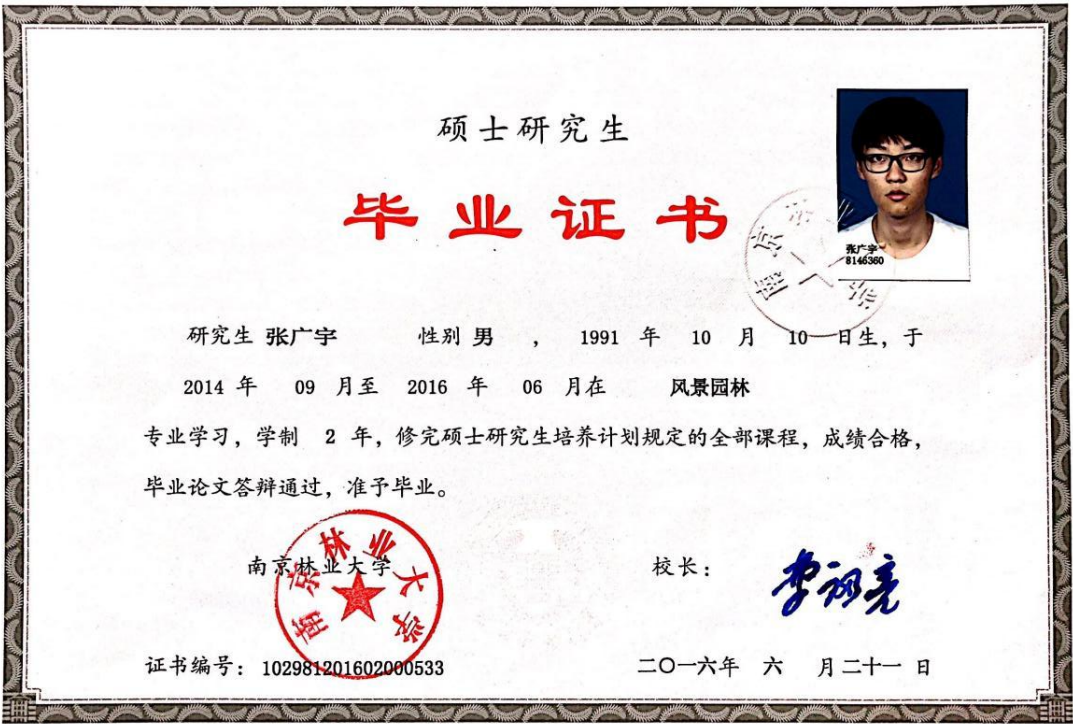 硕士研究生
毕业证书
张广宇
8146360
研究生 张广宇 性别 男 ， 1991 年 10 月 10 日生，于
2014 年 09 月至 2016 年 06 月在 风景园林
专业学习，学制 2 年，修完硕士研究生培养计划规定的全部课程，成绩合格，
毕业论文答辩通过，准予毕业。
南京林业大学
南京林业大学
校长：
证书编号：102981201602000533
二〇一六年 六 月二十一 日